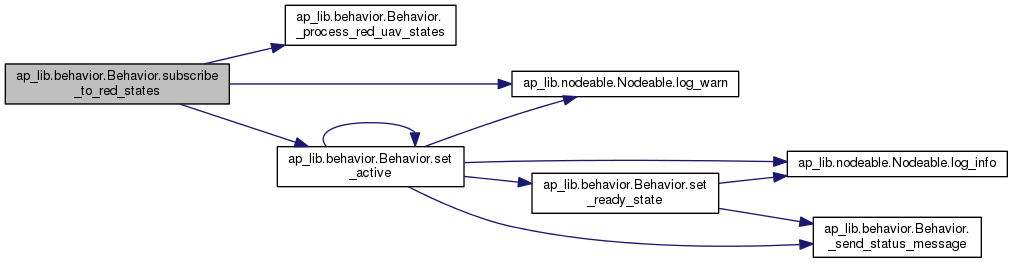 ap_lib.behavior.Behavior.
_process_red_uav_states
ap_lib.behavior.Behavior.subscribe
_to_red_states
ap_lib.nodeable.Nodeable.log_warn
ap_lib.behavior.Behavior.set
_active
ap_lib.nodeable.Nodeable.log_info
ap_lib.behavior.Behavior.set
_ready_state
ap_lib.behavior.Behavior.
_send_status_message